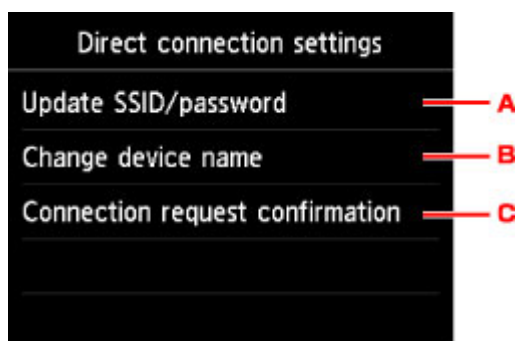 Direct connection settings
Update SSID/password A
Change device name B
Connection request confirmation C